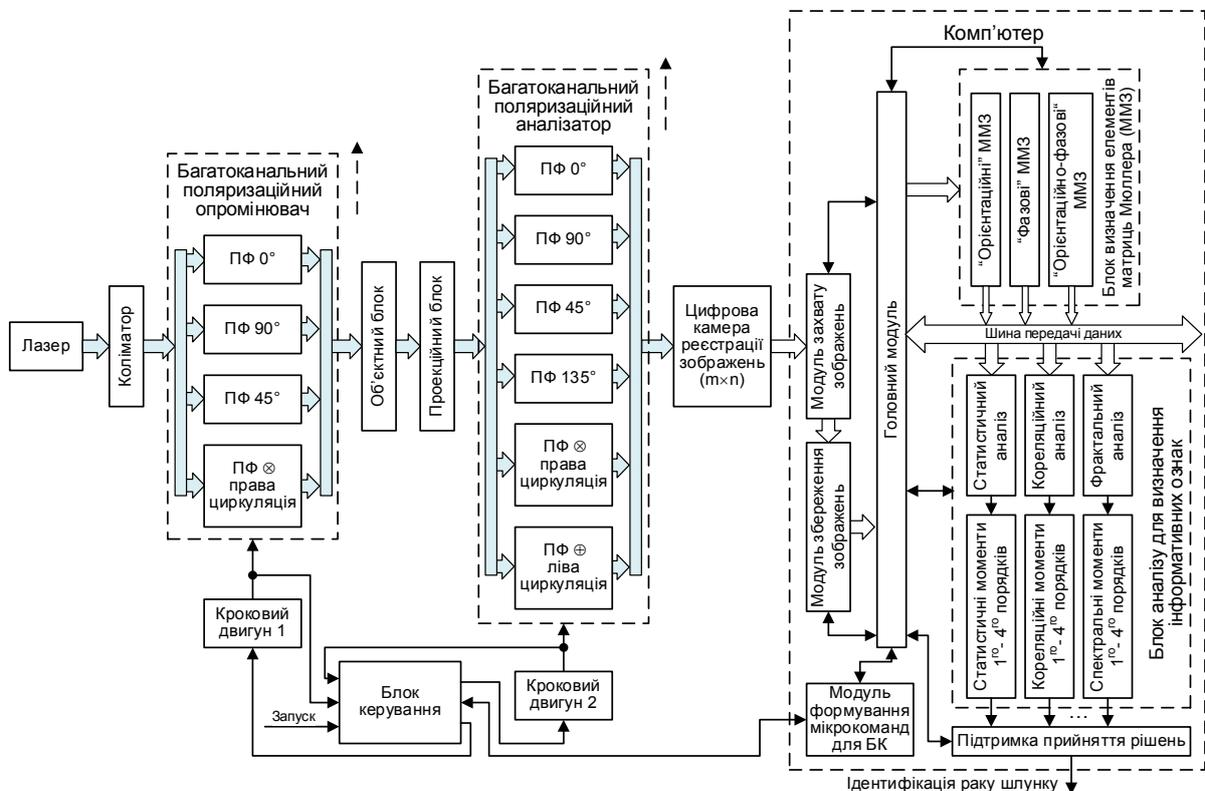 Комп’ютер
Багатоканальний
поляризаційний
аналізатор
Багатоканальний
поляризаційний
опромінювач
Лазер
Коліматор
ПФ 0°
ПФ 90°
ПФ 45°
ПФ ⊗
права
циркуляція
Об’єктний блок
Проекційний блок
ПФ 0°
ПФ 90°
ПФ 45°
ПФ 135°
ПФ ⊗
права
циркуляція
ПФ ⊕
ліва
циркуляція
Цифрова
камера
реєстрації
зображень
(m×n)
Модуль захвату
зображень
Модуль збереження
зображень
Головний модуль
“Орієнтаційні” ММЗ
“Фазові” ММЗ
“Орієнтаційно-фазові“
ММЗ
Блок визначення елементів
матриць Мюллера (ММЗ)
Шина передачі даних
Статистичний
аналіз
Кореляційний
аналіз
Фрактальний
аналіз
Статистичні моменти
1го- 4го порядків
Кореляційні моменти
1го- 4го порядків
Спектральні моменти
1го- 4го порядків
Блок аналізу для визначення
інформативних ознак
...
Кроковий
двигун 1
Блок
керування
Запуск
Кроковий
двигун 2
Модуль
формування
мікрокоманд
для БК
Підтримка прийняття рішень
Ідентифікація раку шлунку